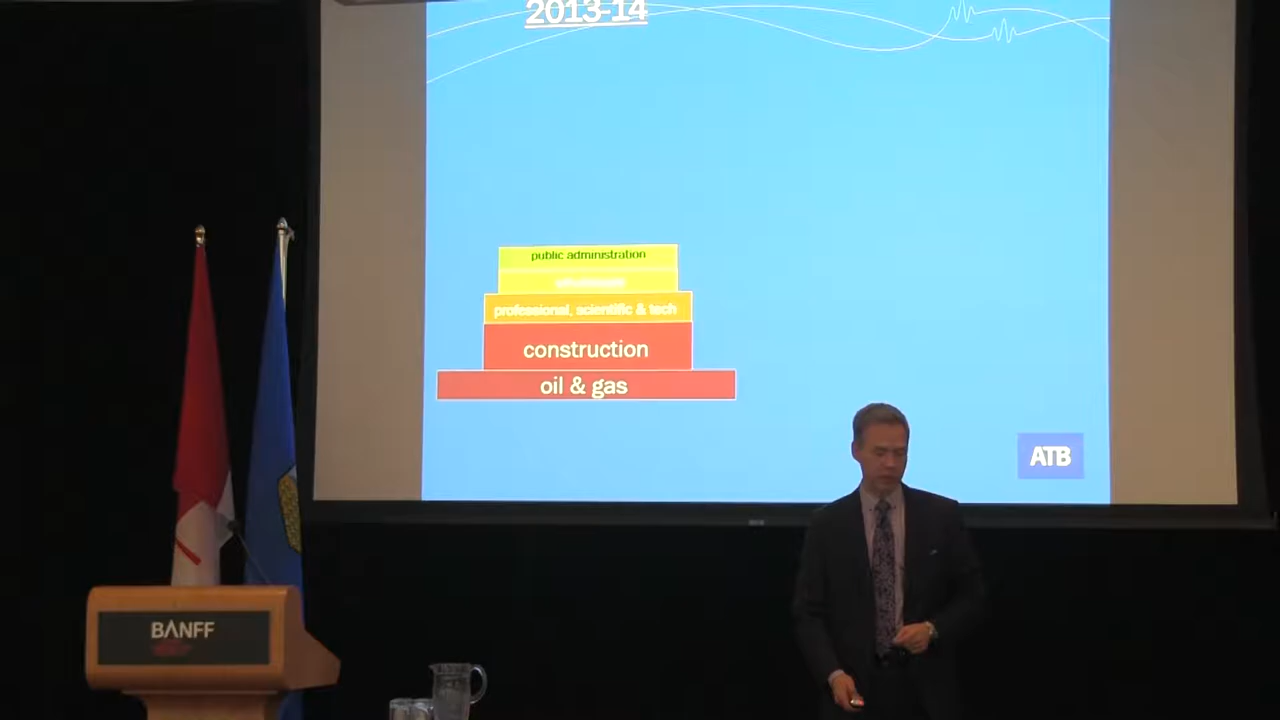 2013-14
public administration
professional, scientific & tech
construction
oil & gas
ATB
BANFF